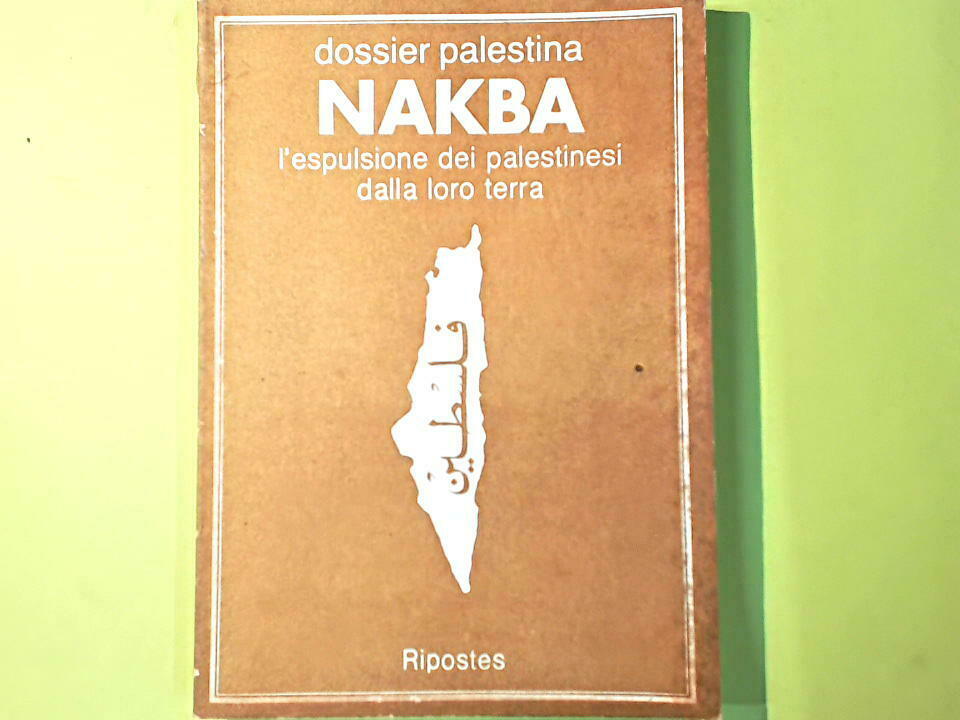 dossier palestina
NAKBA
l'espulsione dei palestinesi
dalla loro terra
فلسطين
Ripostes